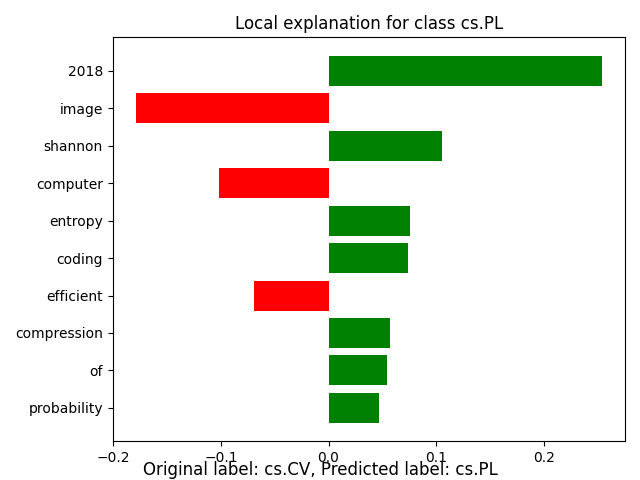 Local explanation for class cs.PL
2018
image
shannon
computer
entropy
coding
efficient
compression
of
probability
−0.2 −0.1 0.0 0.1 0.2
Original label: cs.CV, Predicted label: cs.PL